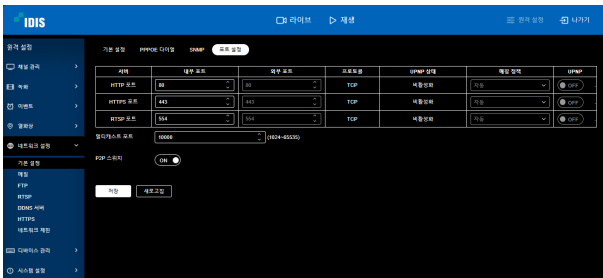 IDIS
라이브 재생 원격 설정 나가기
원격 설정
기본 설정 PPPOE 다이얼 SNMP 포트 설정
채널 관리
녹화
이벤트
열화상
네트워크 설정
기본 설정
메일
FTP
RTSP
DDNS 서버
HTTPS
네트워크 제한
디바이스 관리
시스템 설정
서버 내부 포트 외부 포트 프로토콜 UPNP 상태 매핑 정책 UPNP
HTTP 포트 80 80 TCP 비활성화 자동 OFF
HTTPS 포트 443 443 TCP 비활성화 자동 OFF
RTSP 포트 554 554 TCP 비활성화 자동 OFF
멀티캐스트 포트 10000 (1024~65535)
P2P 스위치 ON
저장 새로고침